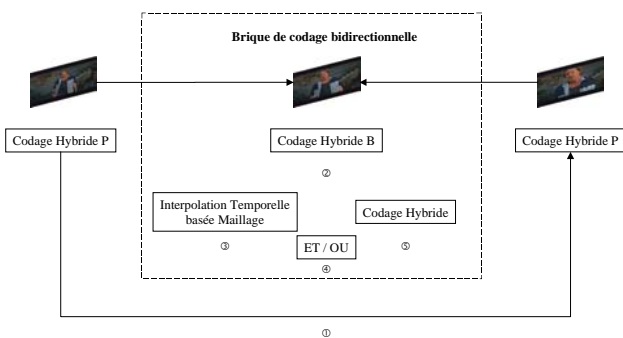 Brique de codage bidirectionnelle
Codage Hybride P
Codage Hybride B
Codage Hybride P
②
Interpolation Temporelle
basée Maillage
Codage Hybride
③
ET / OU
⑤
④
①